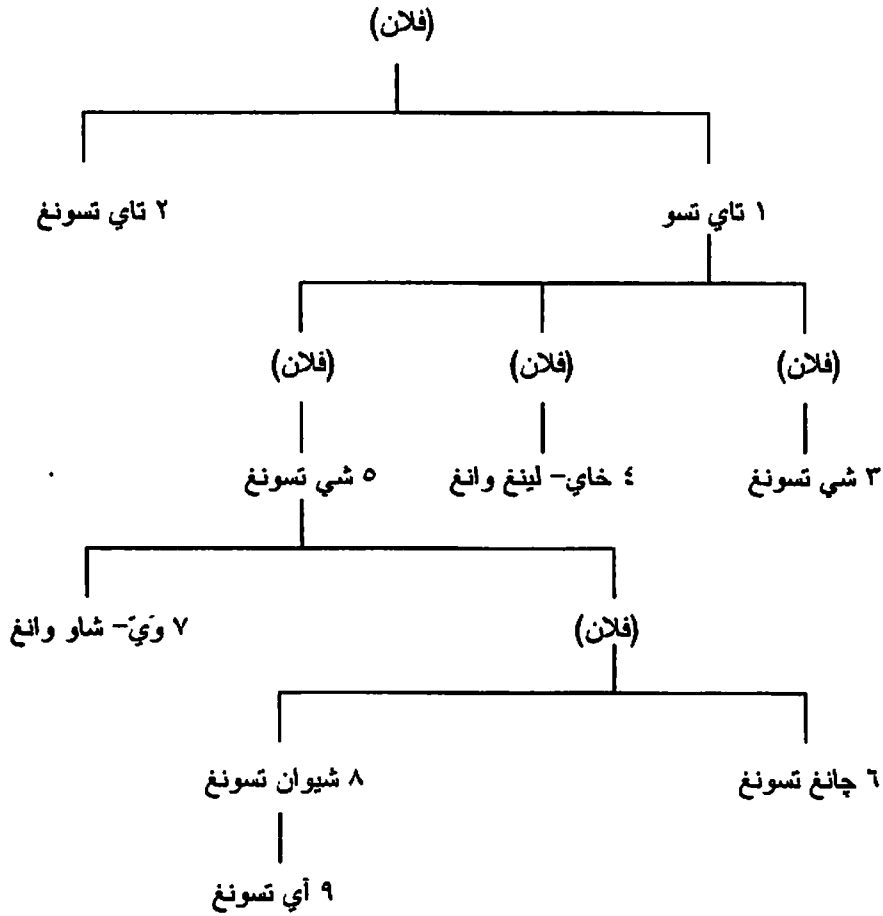 (فلان)
١ تاي تسو
٢ تاي تسونغ
(فلان)
(فلان)
(فلان)
٣ شي تسونغ
٤ خاي- لينغ وانغ
٥ شي تسونغ
(فلان)
٧ وَيّ- شاو وانغ
٦ چانغ تسونغ
٨ شيوان تسونغ
٩ آي تسونغ